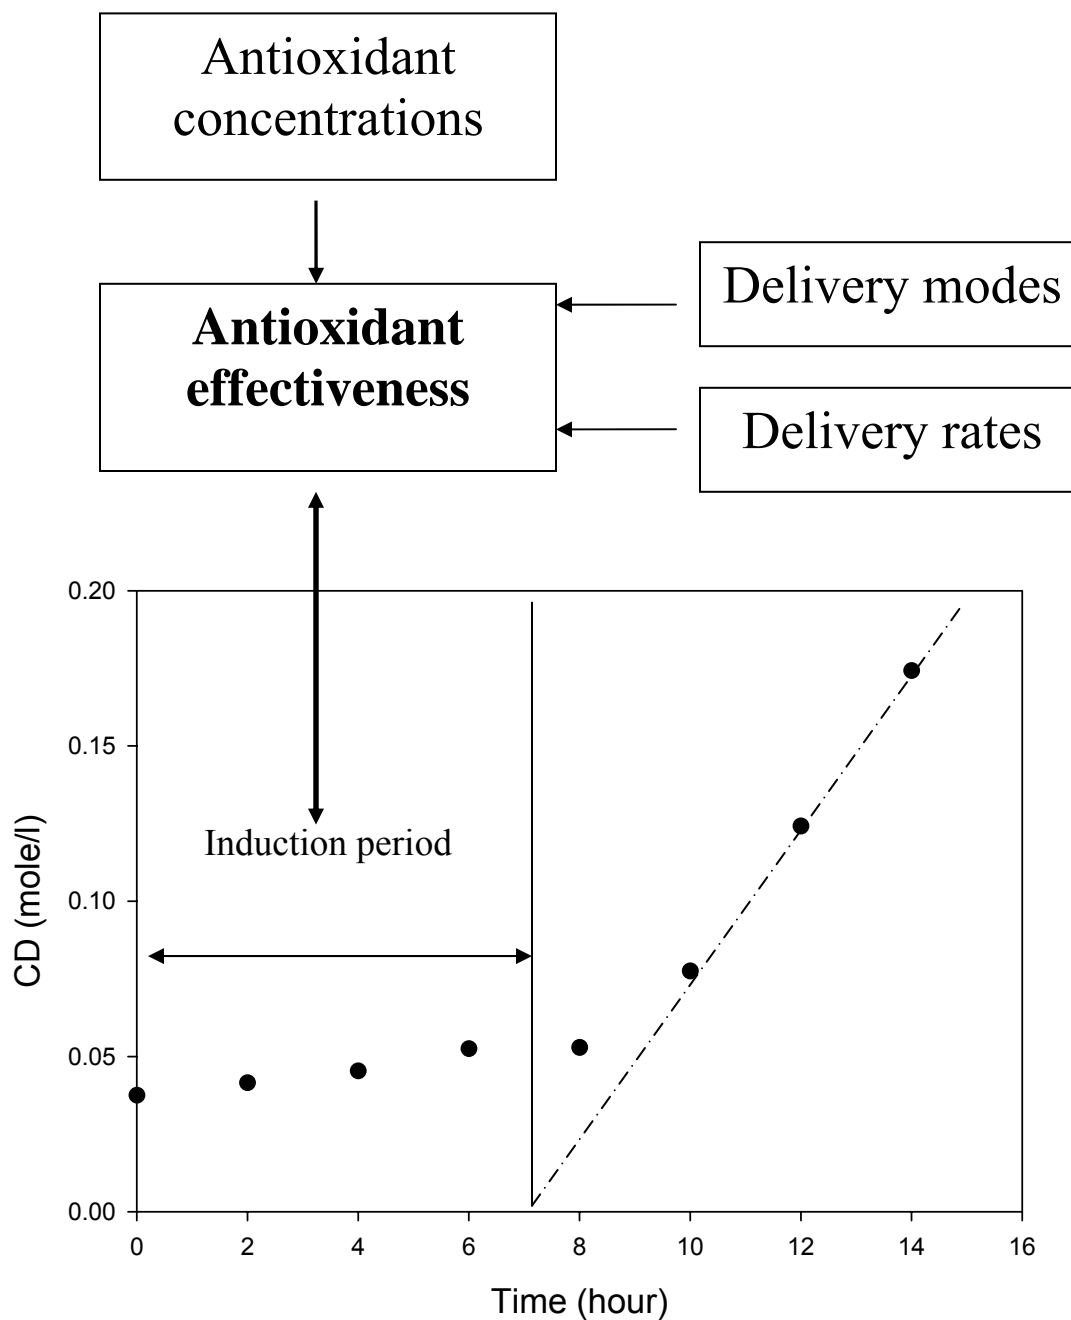 Antioxidant
concentrations
Delivery modes
Antioxidant
effectiveness
Delivery rates
0.20
0.15
0.10
0.05
0.00
CD (mole/l)
Induction period
0 2 4 6 8 10 12 14 16
Time (hour)